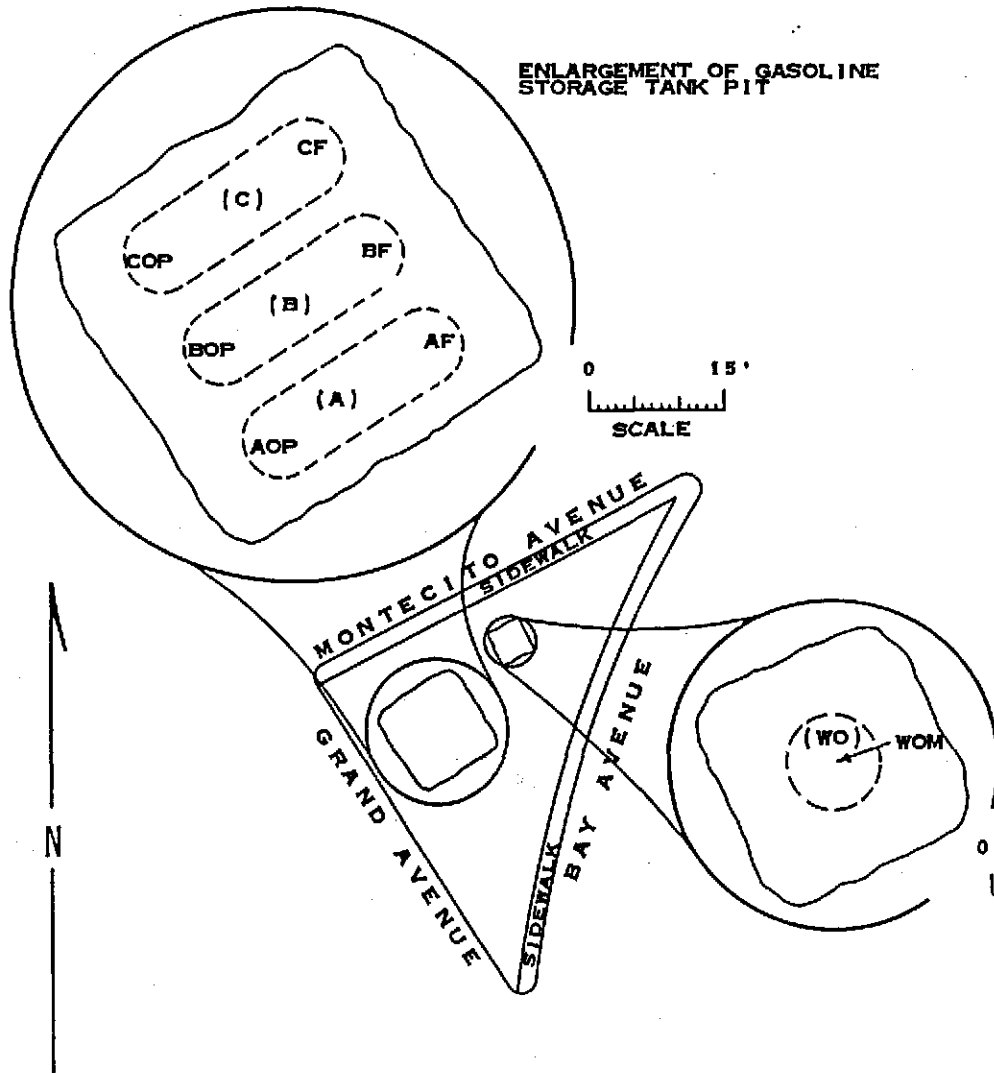 ENLARGEMENT OF GASOLINE
STORAGE TANK PIT
CF
(C)
COP
BF
(B)
BOP
AF
(A)
AOP
0 15'
SCALE
MONTECITO AVENUE
SIDEWALK
GRAND AVENUE
BAY AVENUE
SIDEWALK
(WO)
WOM
N
0